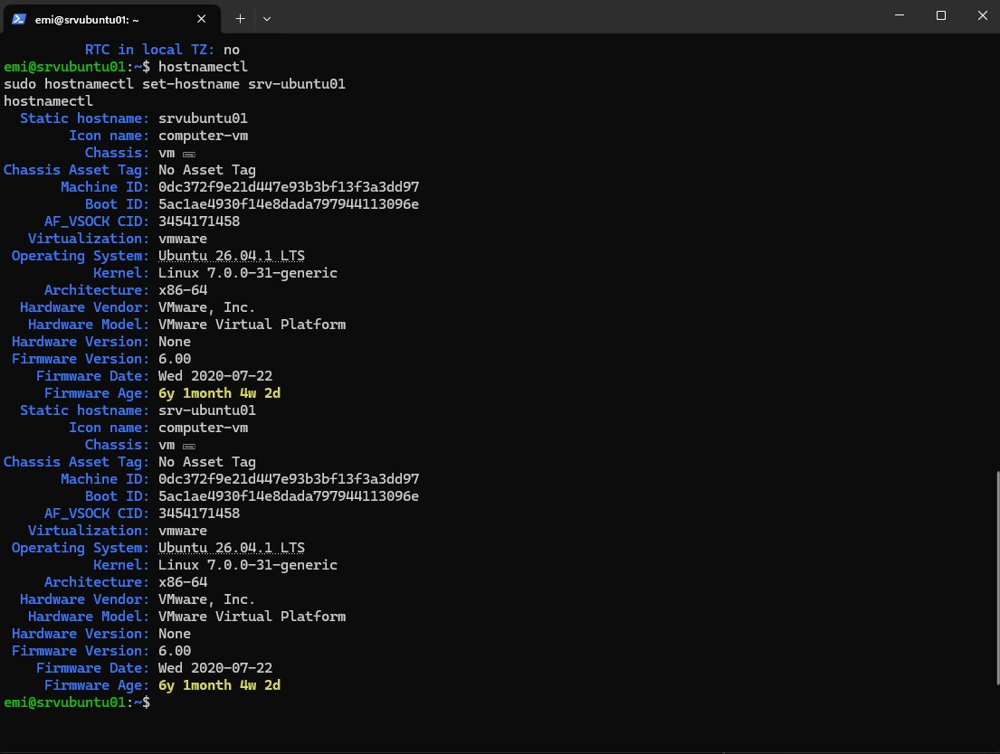 emi@srvubuntu01: ~
RTC in local TZ: no
emi@srvubuntu01:~$ hostnamectl
sudo hostnamectl set-hostname srv-ubuntu01
hostnamectl
Static hostname: srvubuntu01
Icon name: computer-vm
Chassis: vm
Chassis Asset Tag: No Asset Tag
Machine ID: 0dc372f9e21d447e93b3bf13f3a3dd97
Boot ID: 5ac1ae4930f14e8dada797944113096e
AF_VSOCK CID: 3454171458
Virtualization: vmware
Operating System: Ubuntu 26.04.1 LTS
Kernel: Linux 7.0.0-31-generic
Architecture: x86-64
Hardware Vendor: VMware, Inc.
Hardware Model: VMware Virtual Platform
Hardware Version: None
Firmware Version: 6.00
Firmware Date: Wed 2020-07-22
Firmware Age: 6y 1month 4w 2d
Static hostname: srv-ubuntu01
Icon name: computer-vm
Chassis: vm
Chassis Asset Tag: No Asset Tag
Machine ID: 0dc372f9e21d447e93b3bf13f3a3dd97
Boot ID: 5ac1ae4930f14e8dada797944113096e
AF_VSOCK CID: 3454171458
Virtualization: vmware
Operating System: Ubuntu 26.04.1 LTS
Kernel: Linux 7.0.0-31-generic
Architecture: x86-64
Hardware Vendor: VMware, Inc.
Hardware Model: VMware Virtual Platform
Hardware Version: None
Firmware Version: 6.00
Firmware Date: Wed 2020-07-22
Firmware Age: 6y 1month 4w 2d
emi@srvubuntu01:~$